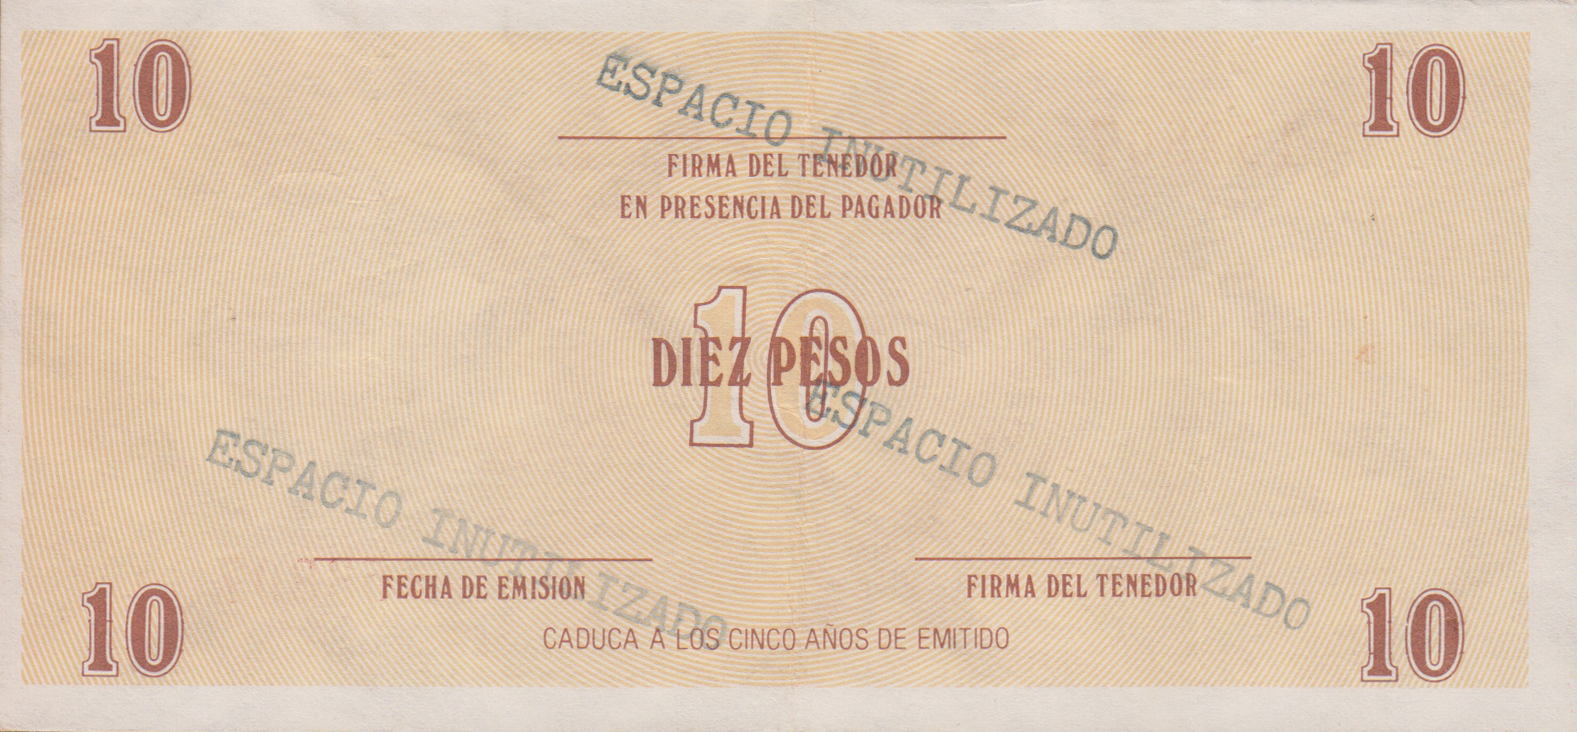 10 10
ESPACIO INUTILIZADO
FIRMA DEL TENEDOR
EN PRESENCIA DEL PAGADOR
10
DIEZ PESOS
ESPACIO INUTILIZADO
ESPACIO INUTILIZADO
FECHA DE EMISION FIRMA DEL TENEDOR
10 10
CADUCA A LOS CINCO AÑOS DE EMITIDO